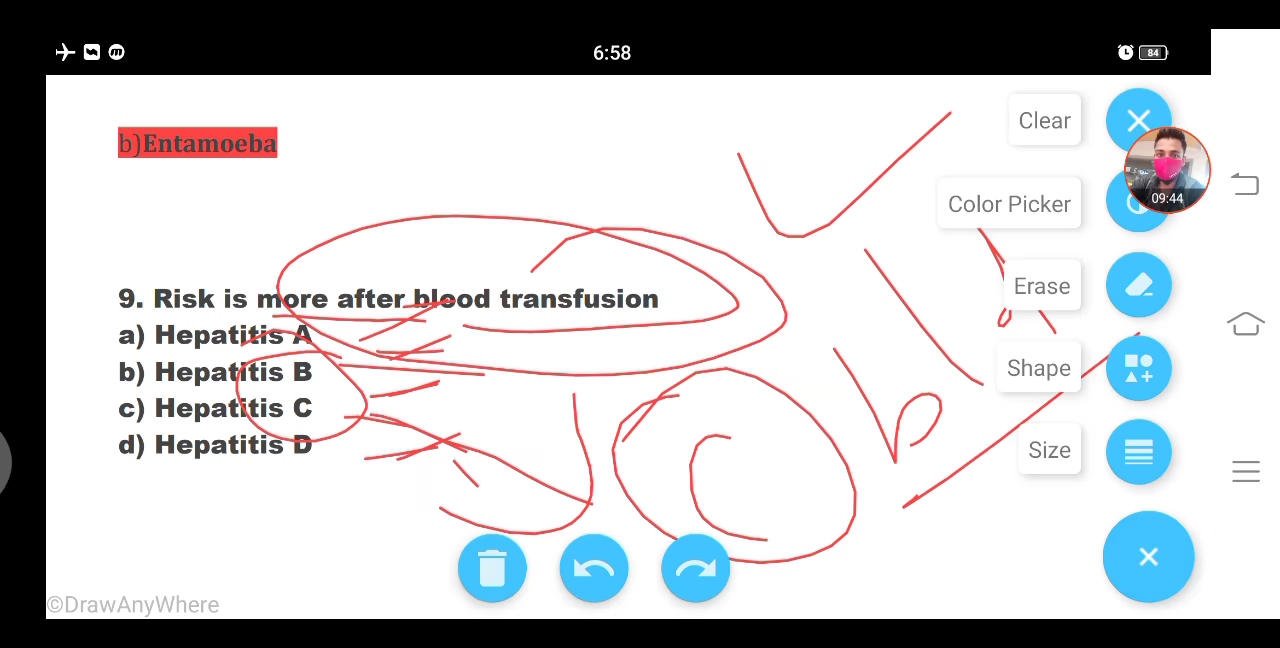 6:58
84
b)Entamoeba
Clear
Color Picker
09:44
9. Risk is more after blood transfusion
Erase
a) Hepatitis A
b) Hepatitis B
Shape
c) Hepatitis C
d) Hepatitis D
Size
b
C
©DrawAnyWhere